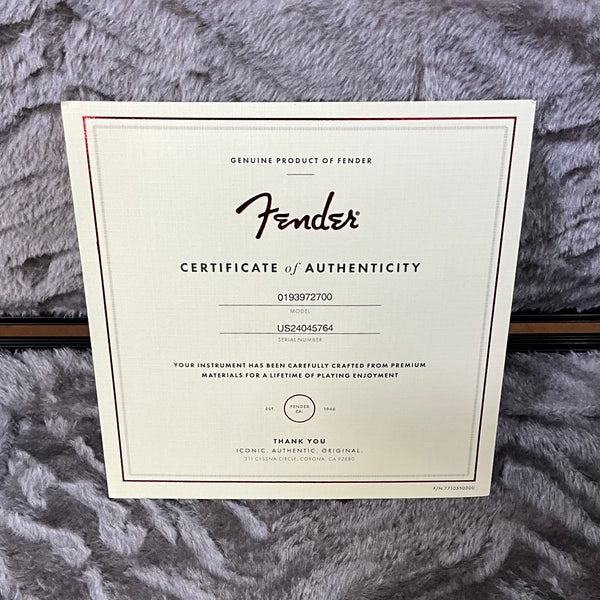 GENUINE PRODUCT OF FENDER
Fender
CERTIFICATE of AUTHENTICITY
0193972700
MODEL
US24045764
SERIAL NUMBER
YOUR INSTRUMENT HAS BEEN CAREFULLY CRAFTED FROM PREMIUM
MATERIALS FOR A LIFETIME OF PLAYING ENJOYMENT
EST. FENDER CA. 1946
THANK YOU
ICONIC. AUTHENTIC. ORIGINAL.
311 CESSNA CIRCLE, CORONA, CA 92880
P/N 7710550000